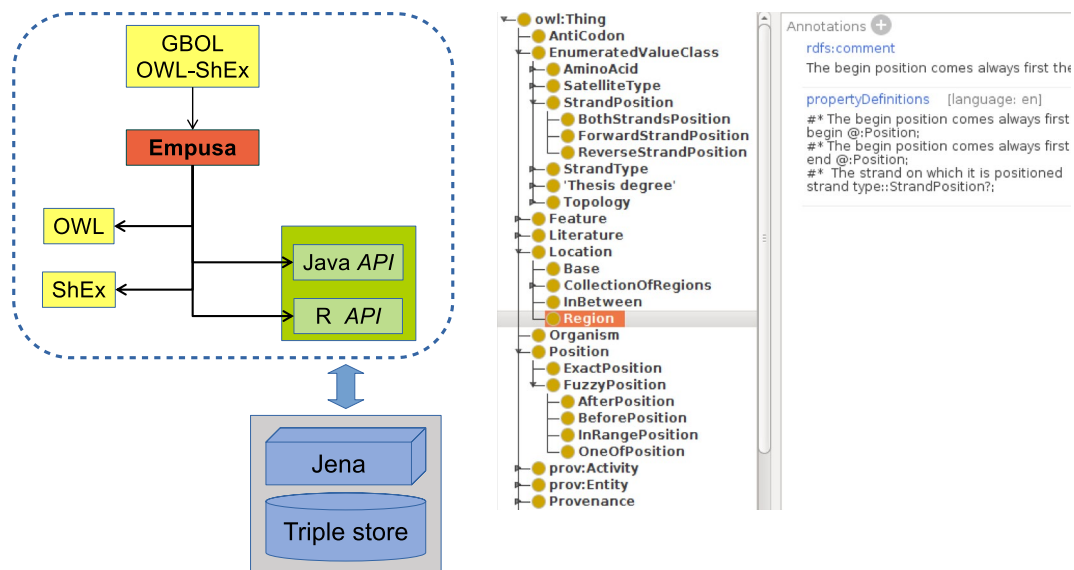 GBOL
OWL-ShEx
Empusa
OWL
ShEx
Java API
R API
Jena
Triple store
owl:Thing
AntiCodon
EnumeratedValueClass
AminoAcid
SatelliteType
StrandPosition
BothStrandsPosition
ForwardStrandPosition
ReverseStrandPosition
StrandType
'Thesis degree'
Topology
Feature
Literature
Location
Base
CollectionOfRegions
InBetween
Region
Organism
Position
ExactPosition
FuzzyPosition
AfterPosition
BeforePosition
InRangePosition
OneOfPosition
prov:Activity
prov:Entity
Provenance
Annotations
rdfs:comment
The begin position comes always first the
propertyDefinitions [language: en]
#* The begin position comes always first
begin @:Position;
#* The begin position comes always first
end @:Position;
#* The strand on which it is positioned
strand type::StrandPosition?;